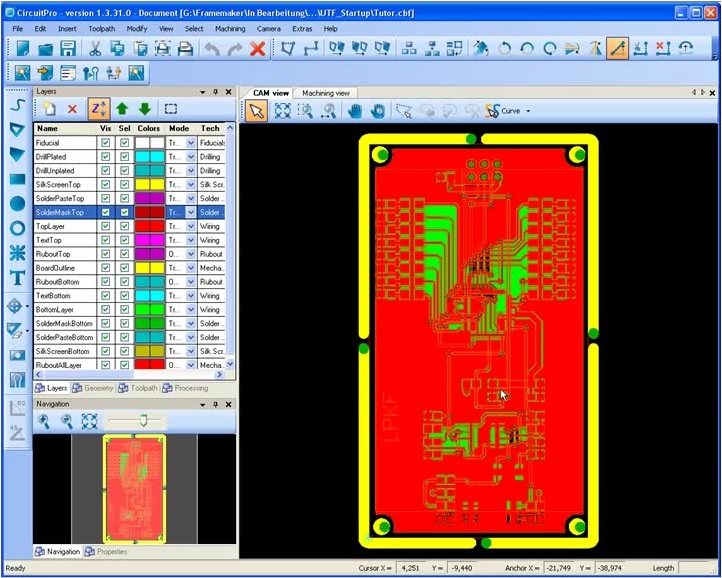 CircuitPro - version 1.3.31.0 - Document [G:\Framemaker\In Bearbeitung\...\UTF_Startup\Tutor.cbf]
File Edit Insert Toolpath Modify View Select Machining Camera Extras Help
Layers
CAM view Machining view
Curve
Name Vis Sel Colors Mode Tech
Fiducial Tr... Fiducials
DrillPlated Tr... Drilling
DrillUnplated Tr... Drilling
SilkScreenTop Tr... Silk Scr...
SolderPasteTop Tr... Solder ...
SolderMaskTop Tr... Solder ...
TopLayer Tr... Wiring
TextTop Tr... Wiring
RuboutTop O... Rubout
BoardOutline Tr... Mecha...
RuboutBottom Tr... Rubout
TextBottom Tr... Wiring
BottomLayer Tr... Wiring
SolderMaskBottom Tr... Solder...
SolderPasteBottom Tr... Solder ...
SilkScreenBottom Tr... Silk Scr...
RuboutAllLayer O... Mecha...
Layers Geometry Toolpath Processing
Navigation
LPKF
Navigation Properties
Ready Cursor X = 4,251 Y = -9,440 Anchor X = -21,749 Y = -38,974 Length